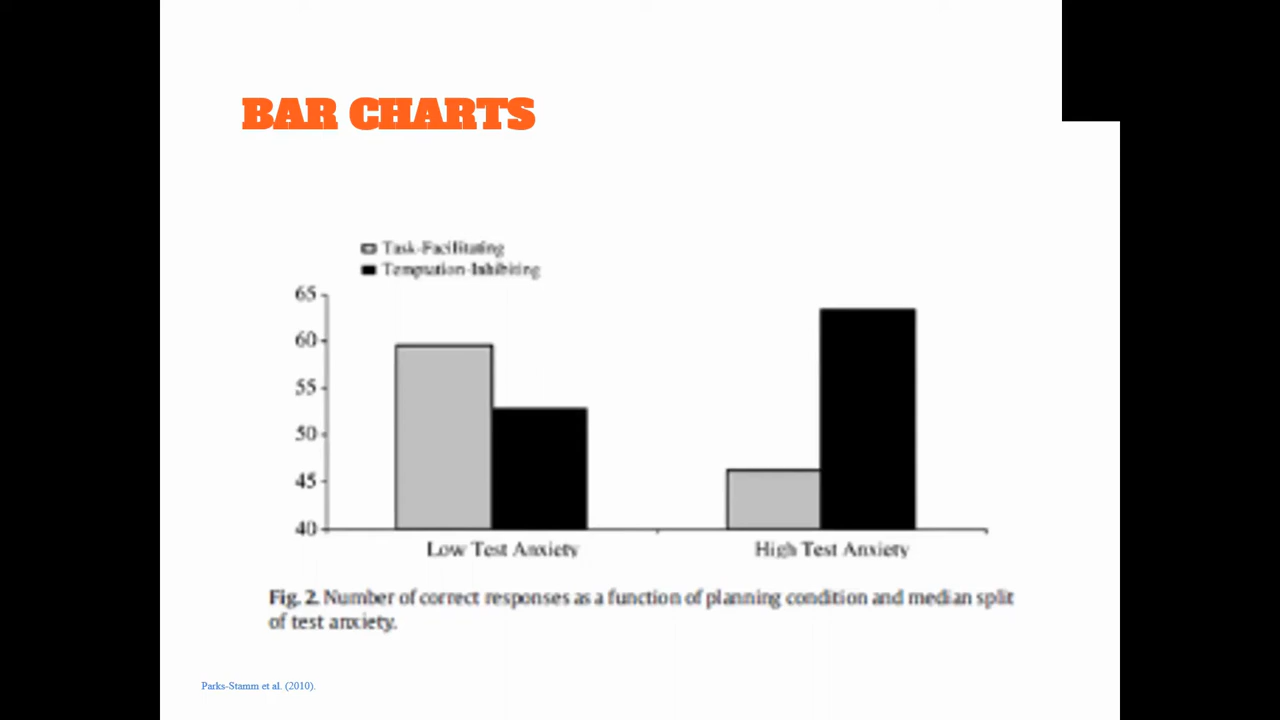 BAR CHARTS
Task-Facilitating
Temptation-Inhibiting
65
60
55
50
45
40
Low Test Anxiety
High Test Anxiety
Fig. 2. Number of correct responses as a function of planning condition and median split
of test anxiety.
Parks-Stamm et al. (2010).